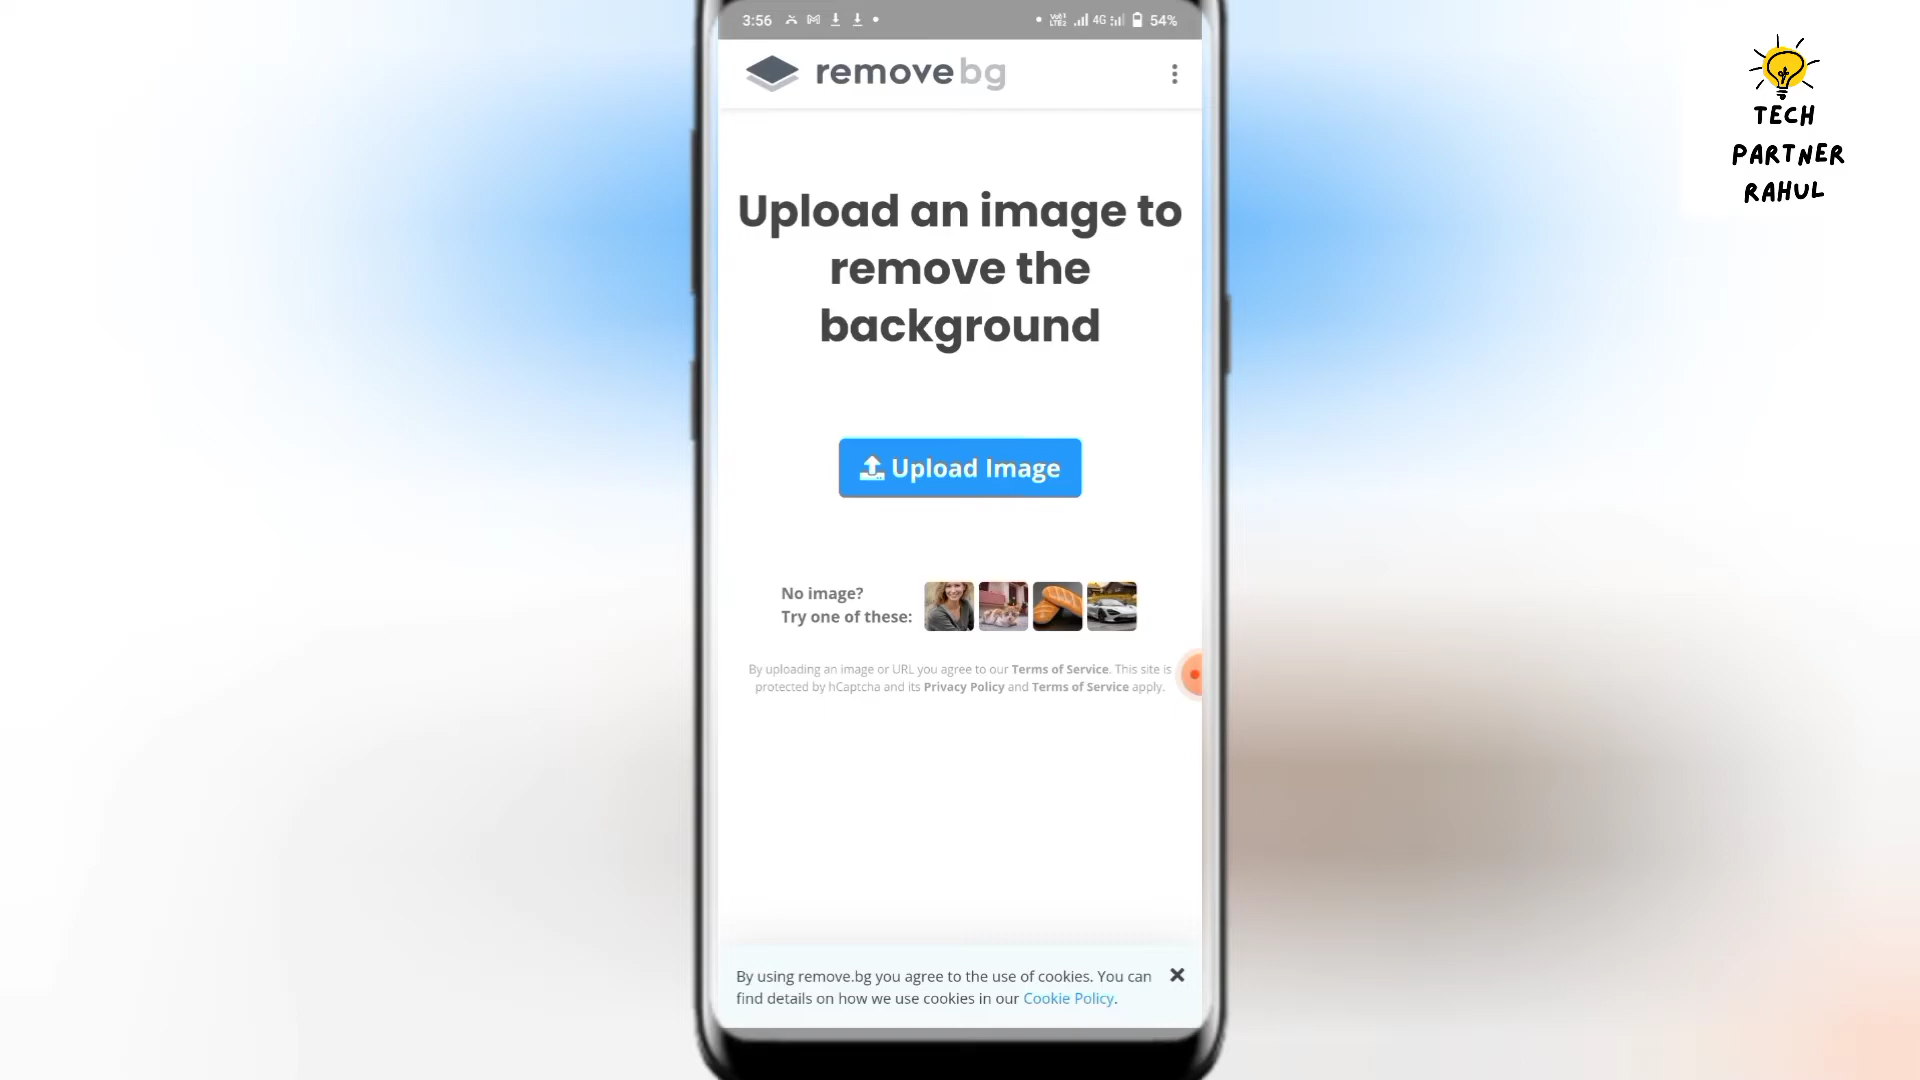 3:56
4G
54%
removebg
Upload an image to
remove the
background
Upload Image
No image?
Try one of these:
By uploading an image or URL you agree to our Terms of Service. This site is
protected by hCaptcha and its Privacy Policy and Terms of Service apply.
By using remove.bg you agree to the use of cookies. You can
find details on how we use cookies in our Cookie Policy.
TECH
PARTNER
RAHUL